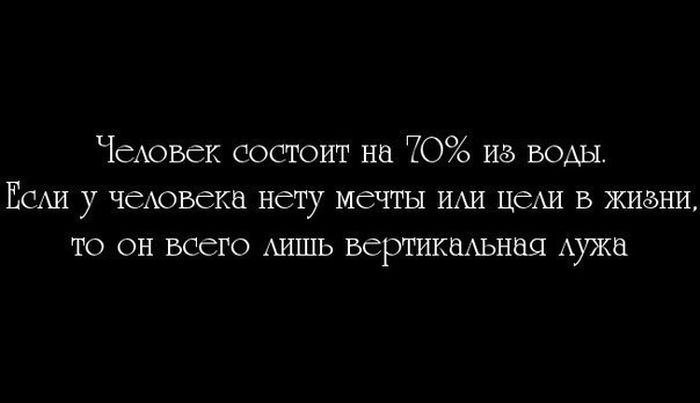 Человек состоит на 70% из воды.
Если у человека нету мечты или цели в жизни,
то он всего лишь вертикальная лужа